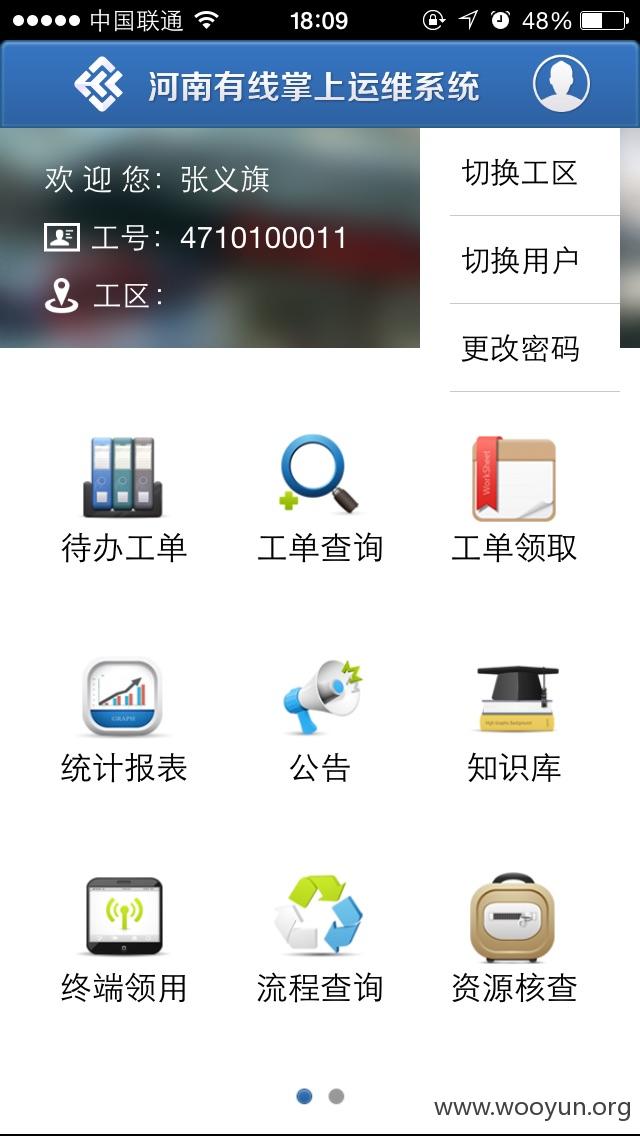 中国联通 18:09 48%
河南有线掌上运维系统
欢 迎 您：张义旗
工号：4710100011
工区：
切换工区
切换用户
更改密码
WorkSheet
待办工单 工单查询 工单领取
GRAPH
High Graphic Background
统计报表 公告 知识库
终端领用 流程查询 资源核查
www.wooyun.org